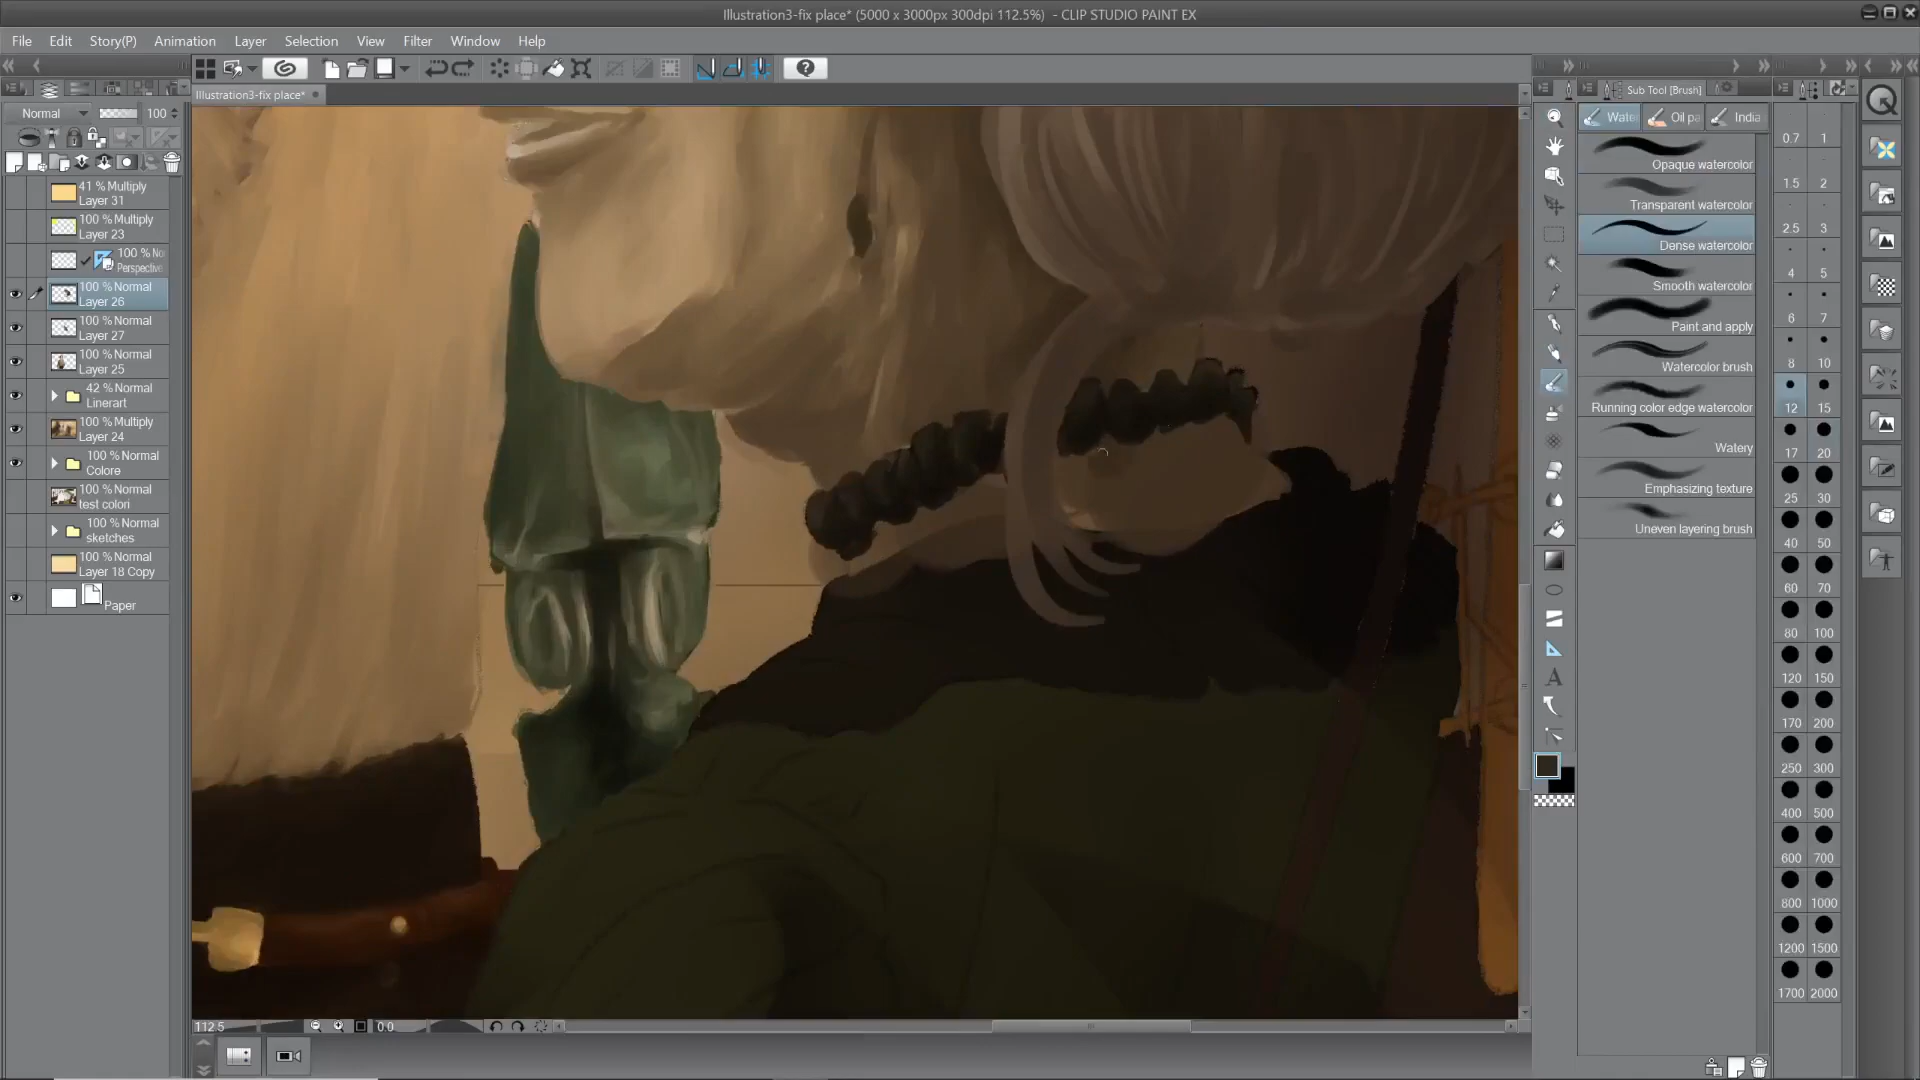 Illustration3-fix place* (5000 x 3000px 300dpi 112.5%) - CLIP STUDIO PAINT EX
File Edit Story(P) Animation Layer Selection View Filter Window Help
Illustration3-fix place*
Normal 100
41 % Multiply
Layer 31
100 % Multiply
Layer 23
100 % No
Perspective
100 % Normal
Layer 26
100 % Normal
Layer 27
100 % Normal
Layer 25
42 % Normal
Linerart
100 % Multiply
Layer 24
100 % Normal
Colore
100 % Normal
test colori
100 % Normal
sketches
100 % Normal
Layer 18 Copy
Paper
112.5 0.0
Sub Tool [Brush]
Wate Oil pa India
Opaque watercolor
Transparent watercolor
Dense watercolor
Smooth watercolor
Paint and apply
Watercolor brush
Running color edge watercolor
Watery
Emphasizing texture
Uneven layering brush
0.7 1
1.5 2
2.5 3
4 5
6 7
8 10
12 15
17 20
25 30
40 50
60 70
80 100
120 150
170 200
250 300
400 500
600 700
800 1000
1200 1500
1700 2000